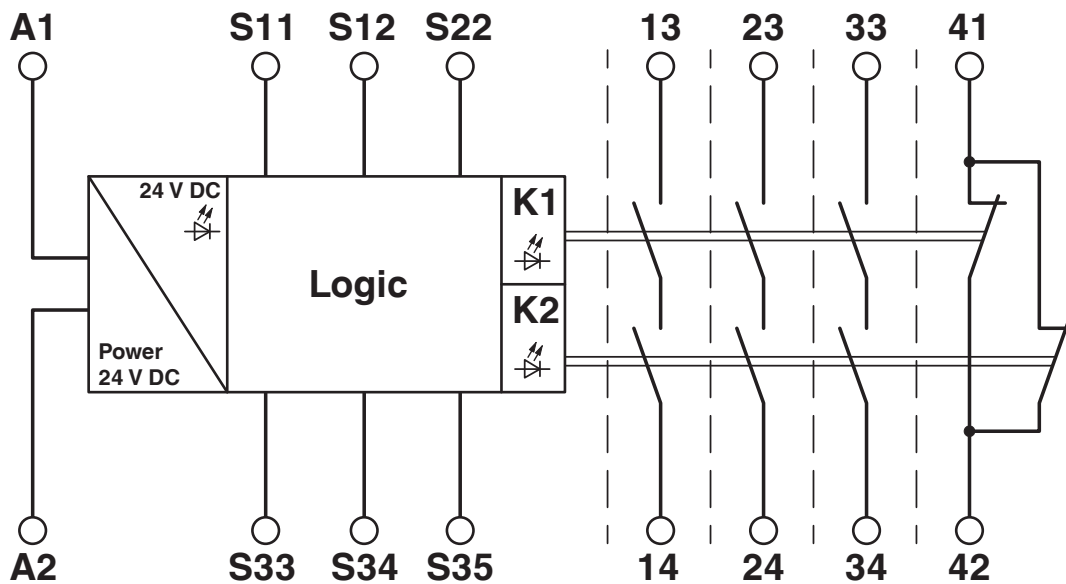 A1 S11 S12 S22 13 23 33 41
24 V DC
K1
Logic
K2
Power
24 V DC
A2 S33 S34 S35 14 24 34 42